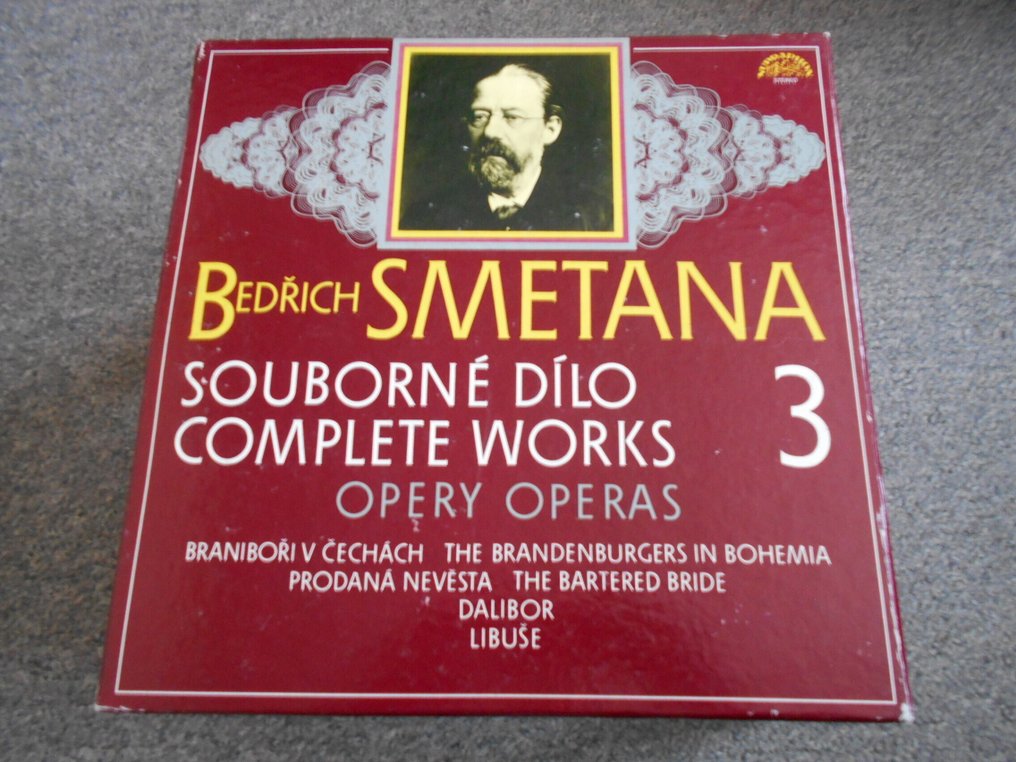 SUPRAPHON
BEDŘICH SMETANA
SOUBORNÉ DÍLO
COMPLETE WORKS
3
OPERY OPERAS
BRANIBOŘI V ČECHÁCH THE BRANDENBURGERS IN BOHEMIA
PRODANÁ NEVĚSTA THE BARTERED BRIDE
DALIBOR
LIBUŠE